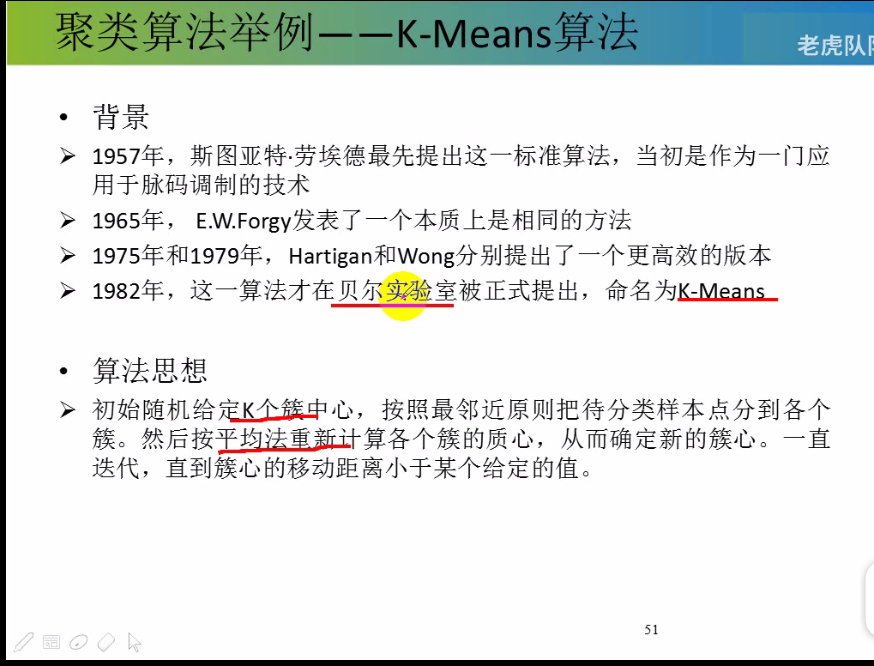 聚类算法举例——K-Means算法
老虎队
• 背景
➢ 1957年，斯图亚特·劳埃德最先提出这一标准算法，当初是作为一门应
用于脉码调制的技术
➢ 1965年， E.W.Forgy发表了一个本质上是相同的方法
➢ 1975年和1979年，Hartigan和Wong分别提出了一个更高效的版本
➢ 1982年，这一算法才在贝尔实验室被正式提出，命名为K-Means
• 算法思想
➢ 初始随机给定K个簇中心，按照最邻近原则把待分类样本点分到各个
簇。然后按平均法重新计算各个簇的质心，从而确定新的簇心。一直
迭代，直到簇心的移动距离小于某个给定的值。
51